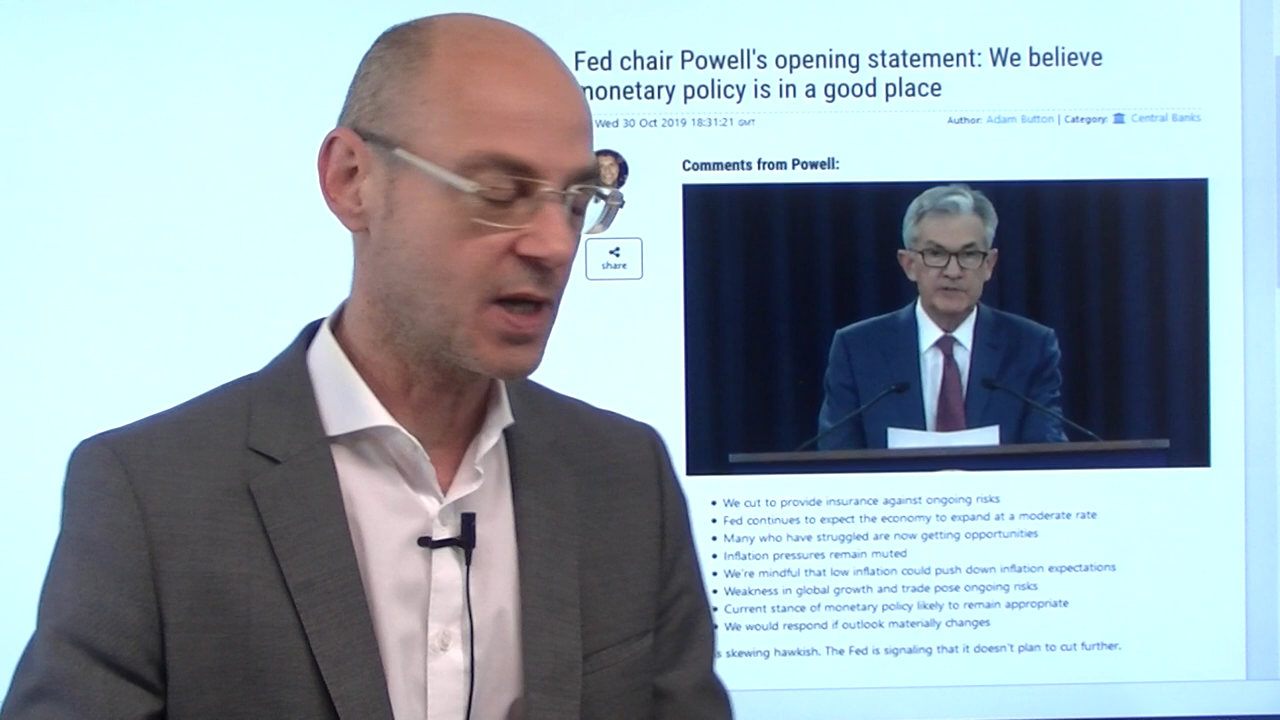 Fed chair Powell's opening statement: We believe
monetary policy is in a good place
Wed 30 Oct 2019 18:31:21 GMT
Author: Adam Button | Category: Central Banks
Comments from Powell:
share
• We cut to provide insurance against ongoing risks
• Fed continues to expect the economy to expand at a moderate rate
• Many who have struggled are now getting opportunities
• Inflation pressures remain muted
• We're mindful that low inflation could push down inflation expectations
• Weakness in global growth and trade pose ongoing risks
• Current stance of monetary policy likely to remain appropriate
• We would respond if outlook materially changes
skewing hawkish. The Fed is signaling that it doesn't plan to cut further.